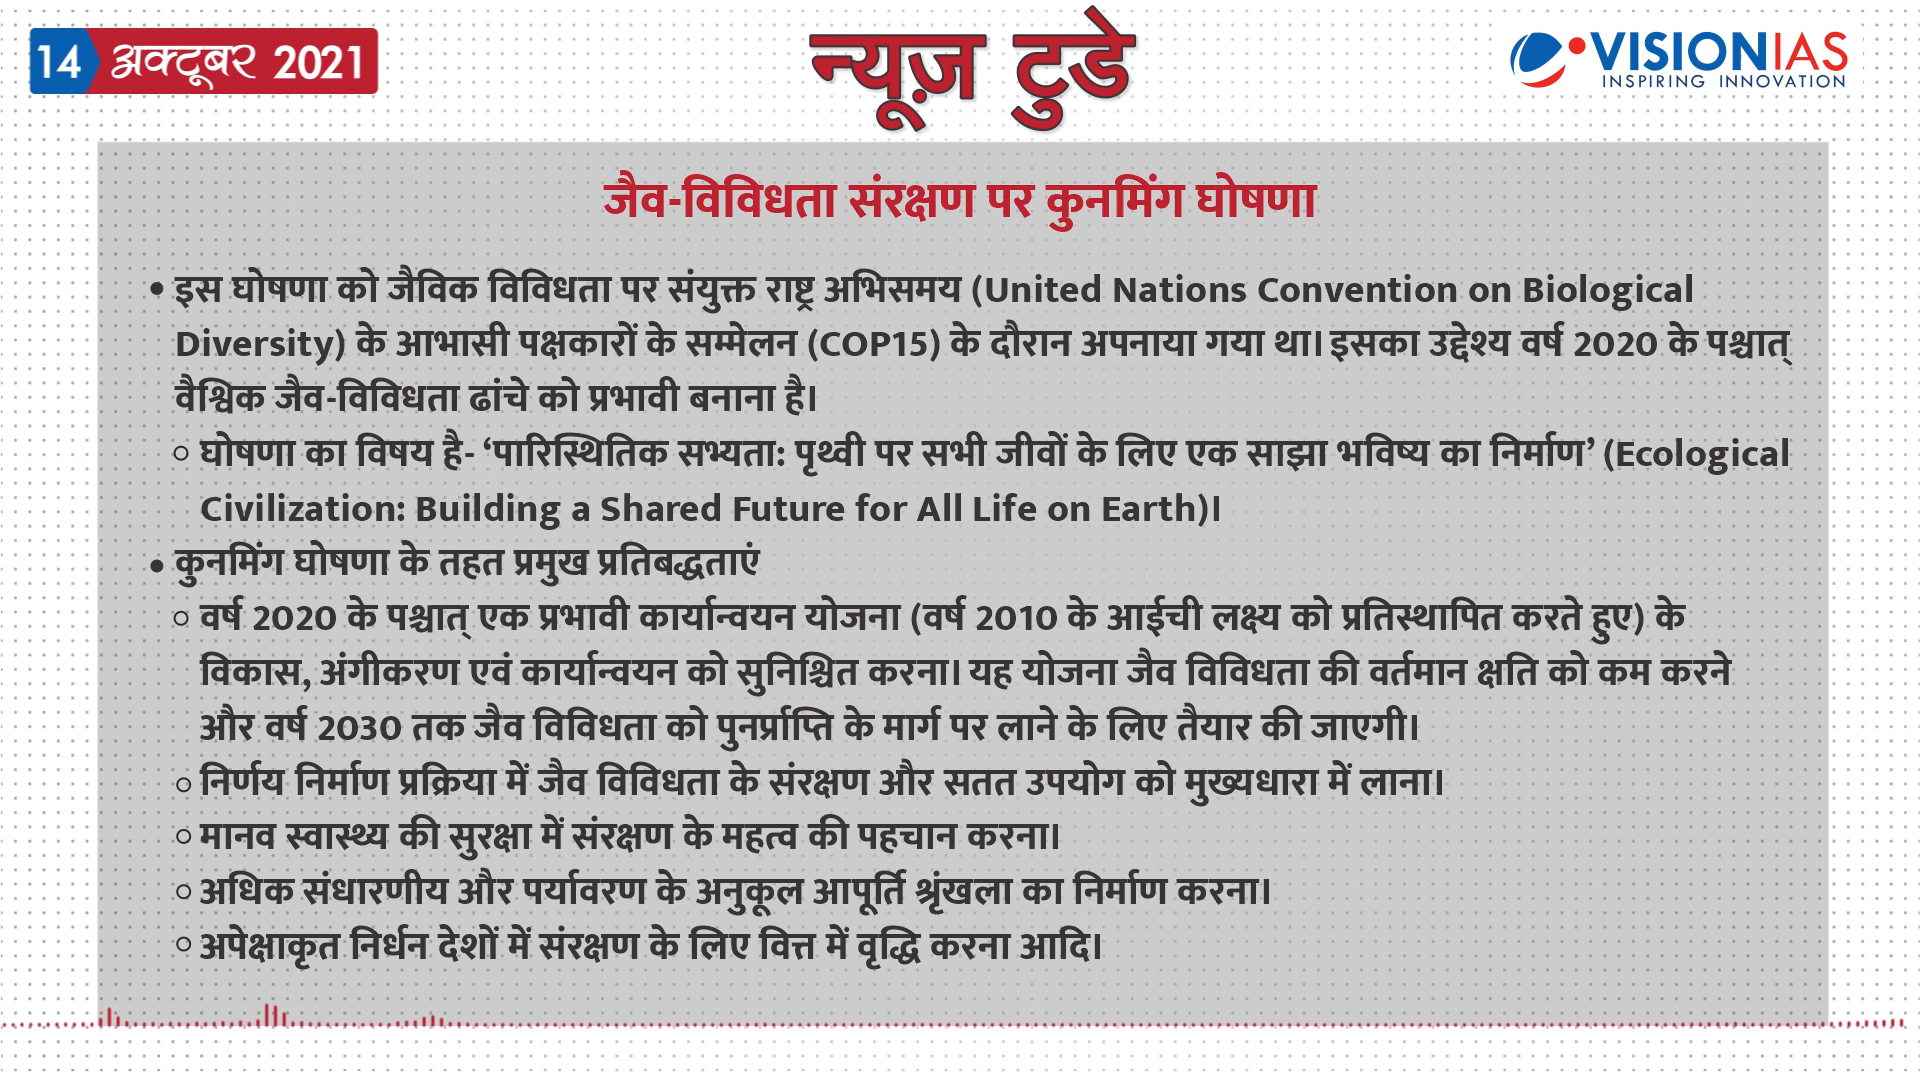 14 अक्टूबर 2021
न्यूज़ टुडे
VISIONIAS
INSPIRING INNOVATION
जैव-विविधता संरक्षण पर कुनमिंग घोषणा
• इस घोषणा को जैविक विविधता पर संयुक्त राष्ट्र अभिसमय (United Nations Convention on Biological
Diversity) के आभासी पक्षकारों के सम्मेलन (COP15) के दौरान अपनाया गया था। इसका उद्देश्य वर्ष 2020 के पश्चात्
वैश्विक जैव-विविधता ढांचे को प्रभावी बनाना है।
○ घोषणा का विषय है- ‘पारिस्थितिक सभ्यता: पृथ्वी पर सभी जीवों के लिए एक साझा भविष्य का निर्माण’ (Ecological
Civilization: Building a Shared Future for All Life on Earth)।
• कुनमिंग घोषणा के तहत प्रमुख प्रतिबद्धताएं
○ वर्ष 2020 के पश्चात् एक प्रभावी कार्यान्वयन योजना (वर्ष 2010 के आईची लक्ष्य को प्रतिस्थापित करते हुए) के
विकास, अंगीकरण एवं कार्यान्वयन को सुनिश्चित करना। यह योजना जैव विविधता की वर्तमान क्षति को कम करने
और वर्ष 2030 तक जैव विविधता को पुनर्प्राप्ति के मार्ग पर लाने के लिए तैयार की जाएगी।
○ निर्णय निर्माण प्रक्रिया में जैव विविधता के संरक्षण और सतत उपयोग को मुख्यधारा में लाना।
○ मानव स्वास्थ्य की सुरक्षा में संरक्षण के महत्व की पहचान करना।
○ अधिक संधारणीय और पर्यावरण के अनुकूल आपूर्ति श्रृंखला का निर्माण करना।
○ अपेक्षाकृत निर्धन देशों में संरक्षण के लिए वित्त में वृद्धि करना आदि।